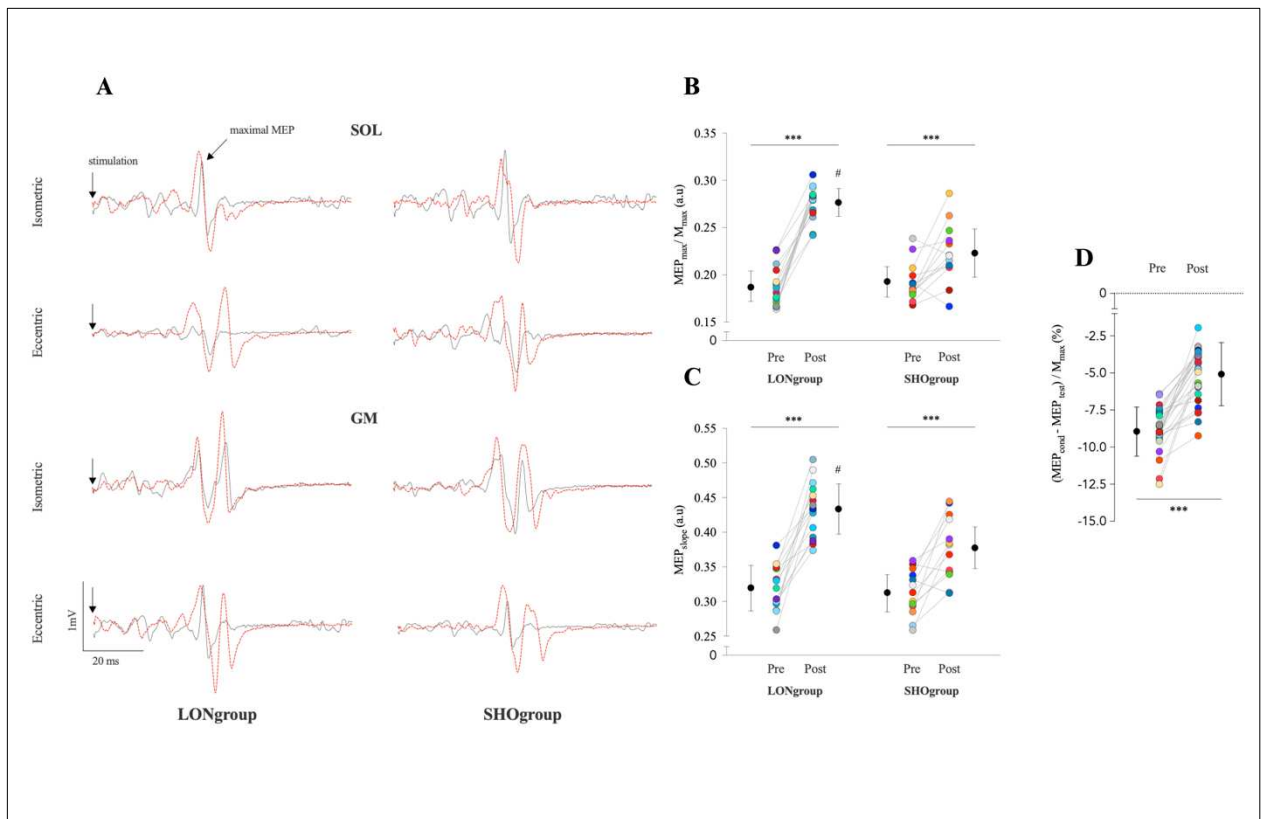 A
SOL
maximal MEP
stimulation
Isometric
Eccentric
GM
Isometric
Eccentric
1mV
20 ms
LONgroup
SHOgroup
B
MEPmax/ Mmax (a.u)
0.35
0.30
0.25
0.20
0.15
0
***
#
***
Pre Post Pre Post
LONgroup SHOgroup
C
MEPslope (a.u)
0.55
0.50
0.45
0.40
0.35
0.30
0.25
0
***
#
***
Pre Post Pre Post
LONgroup SHOgroup
D
Pre Post
(MEPcond - MEPtest) / Mmax (%)
0
-2.5
-5.0
-7.5
-10.0
-12.5
-15.0
***